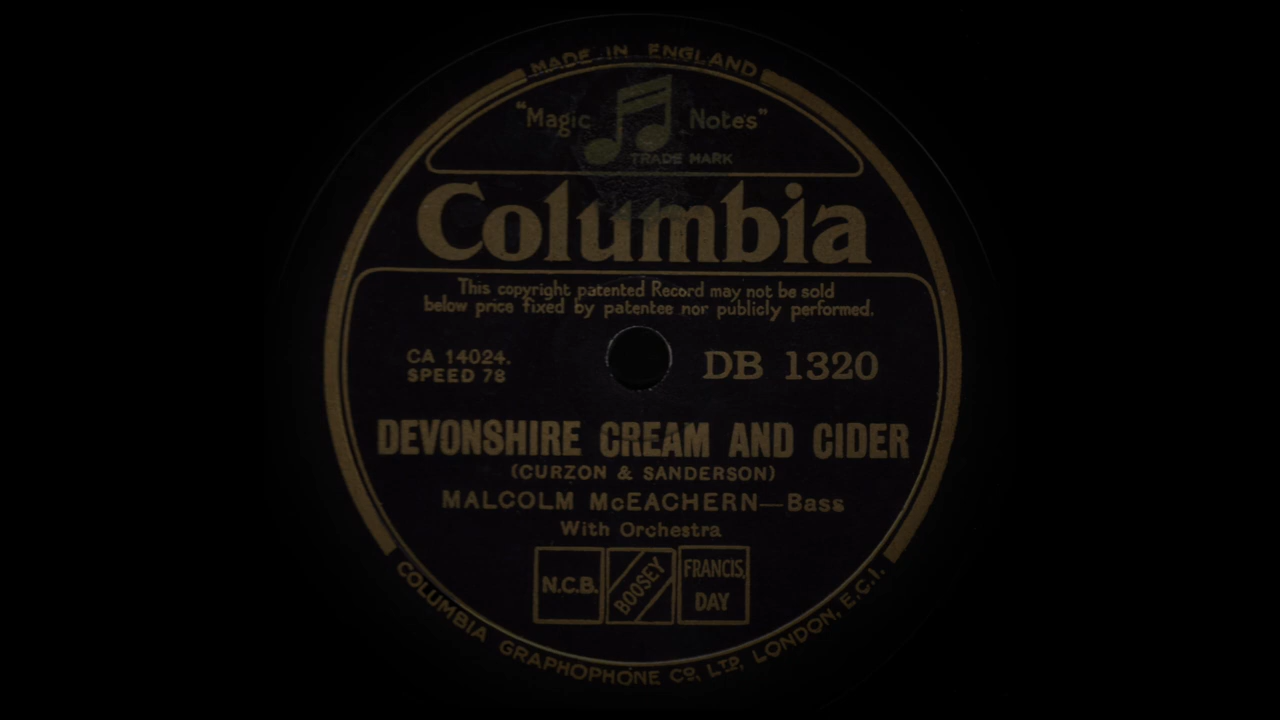 MADE IN ENGLAND
"Magic Notes"
TRADE MARK
Columbia
This copyright patented Record may not be sold
below price fixed by patentee nor publicly performed.
CA 14024.
SPEED 78
DB 1320
DEVONSHIRE CREAM AND CIDER
(CURZON & SANDERSON)
MALCOLM McEACHERN—Bass
With Orchestra
N.C.B.
BOOSEY
FRANCIS,
DAY
COLUMBIA GRAPHOPHONE Co. LTD, LONDON, E.C.1.